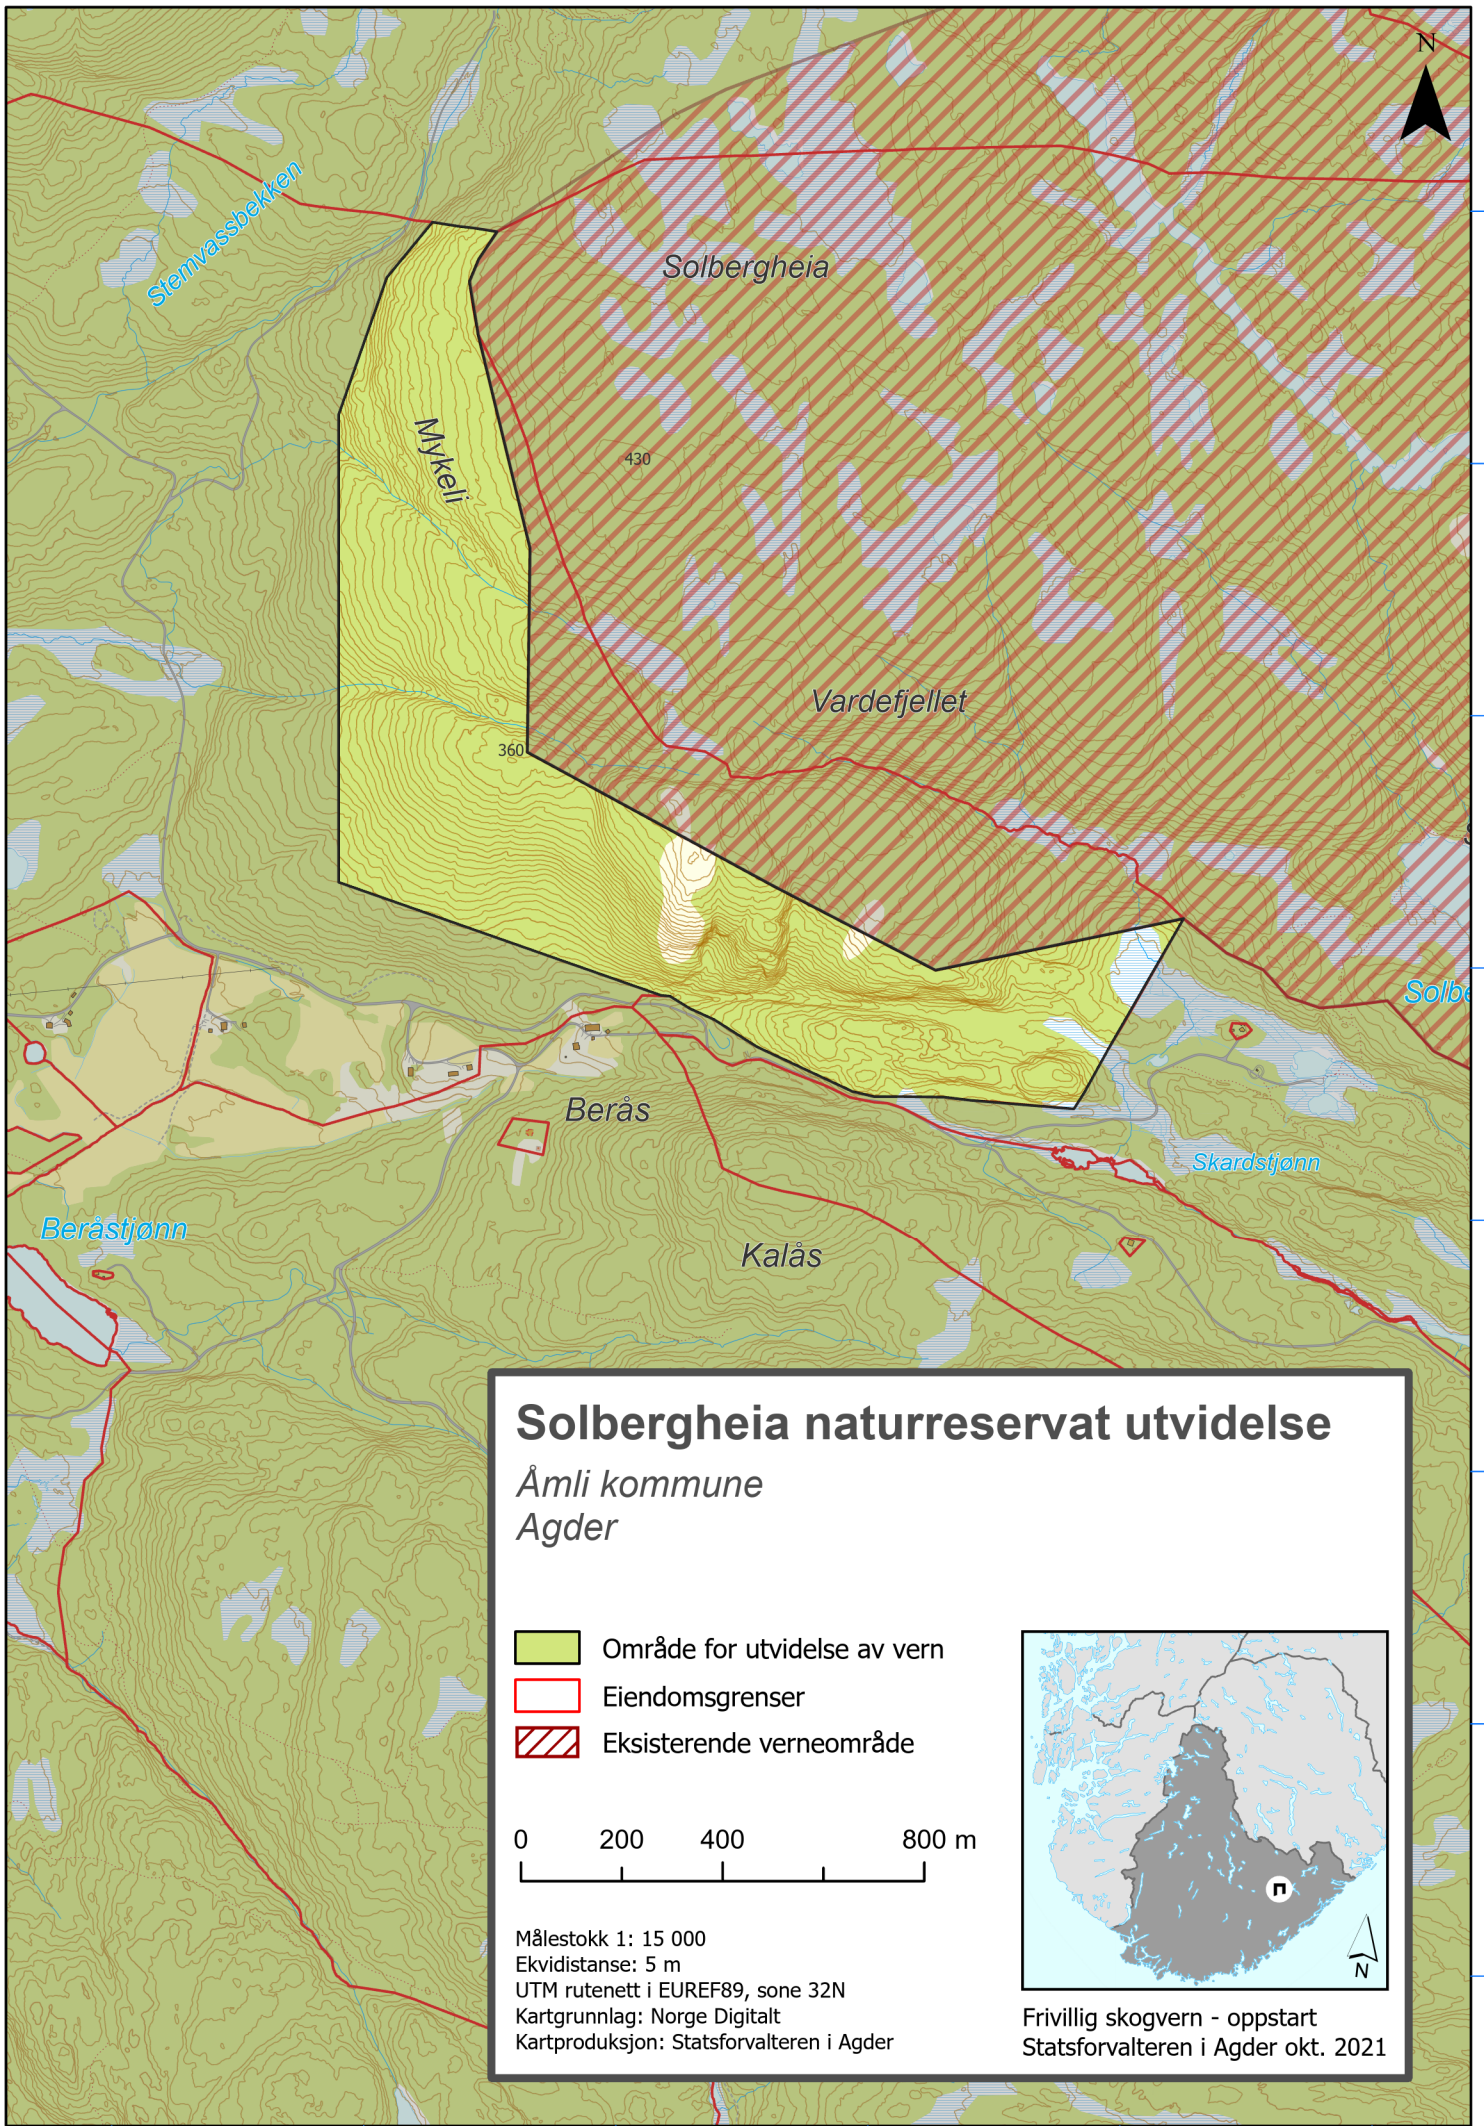 N
Stemvassbekken
Solbergheia
Mykeli
430
Vardefjellet
360
Solbe
Berås
Skardstjønn
Beråstjønn
Kalås
Solbergheia naturreservat utvidelse
Åmli kommune
Agder
Område for utvidelse av vern
Eiendomsgrenser
Eksisterende verneområde
0 200 400 800 m
Målestokk 1: 15 000
Ekvidistanse: 5 m
UTM rutenett i EUREF89, sone 32N
Kartgrunnlag: Norge Digitalt
Kartproduksjon: Statsforvalteren i Agder
N
Frivillig skogvern - oppstart
Statsforvalteren i Agder okt. 2021